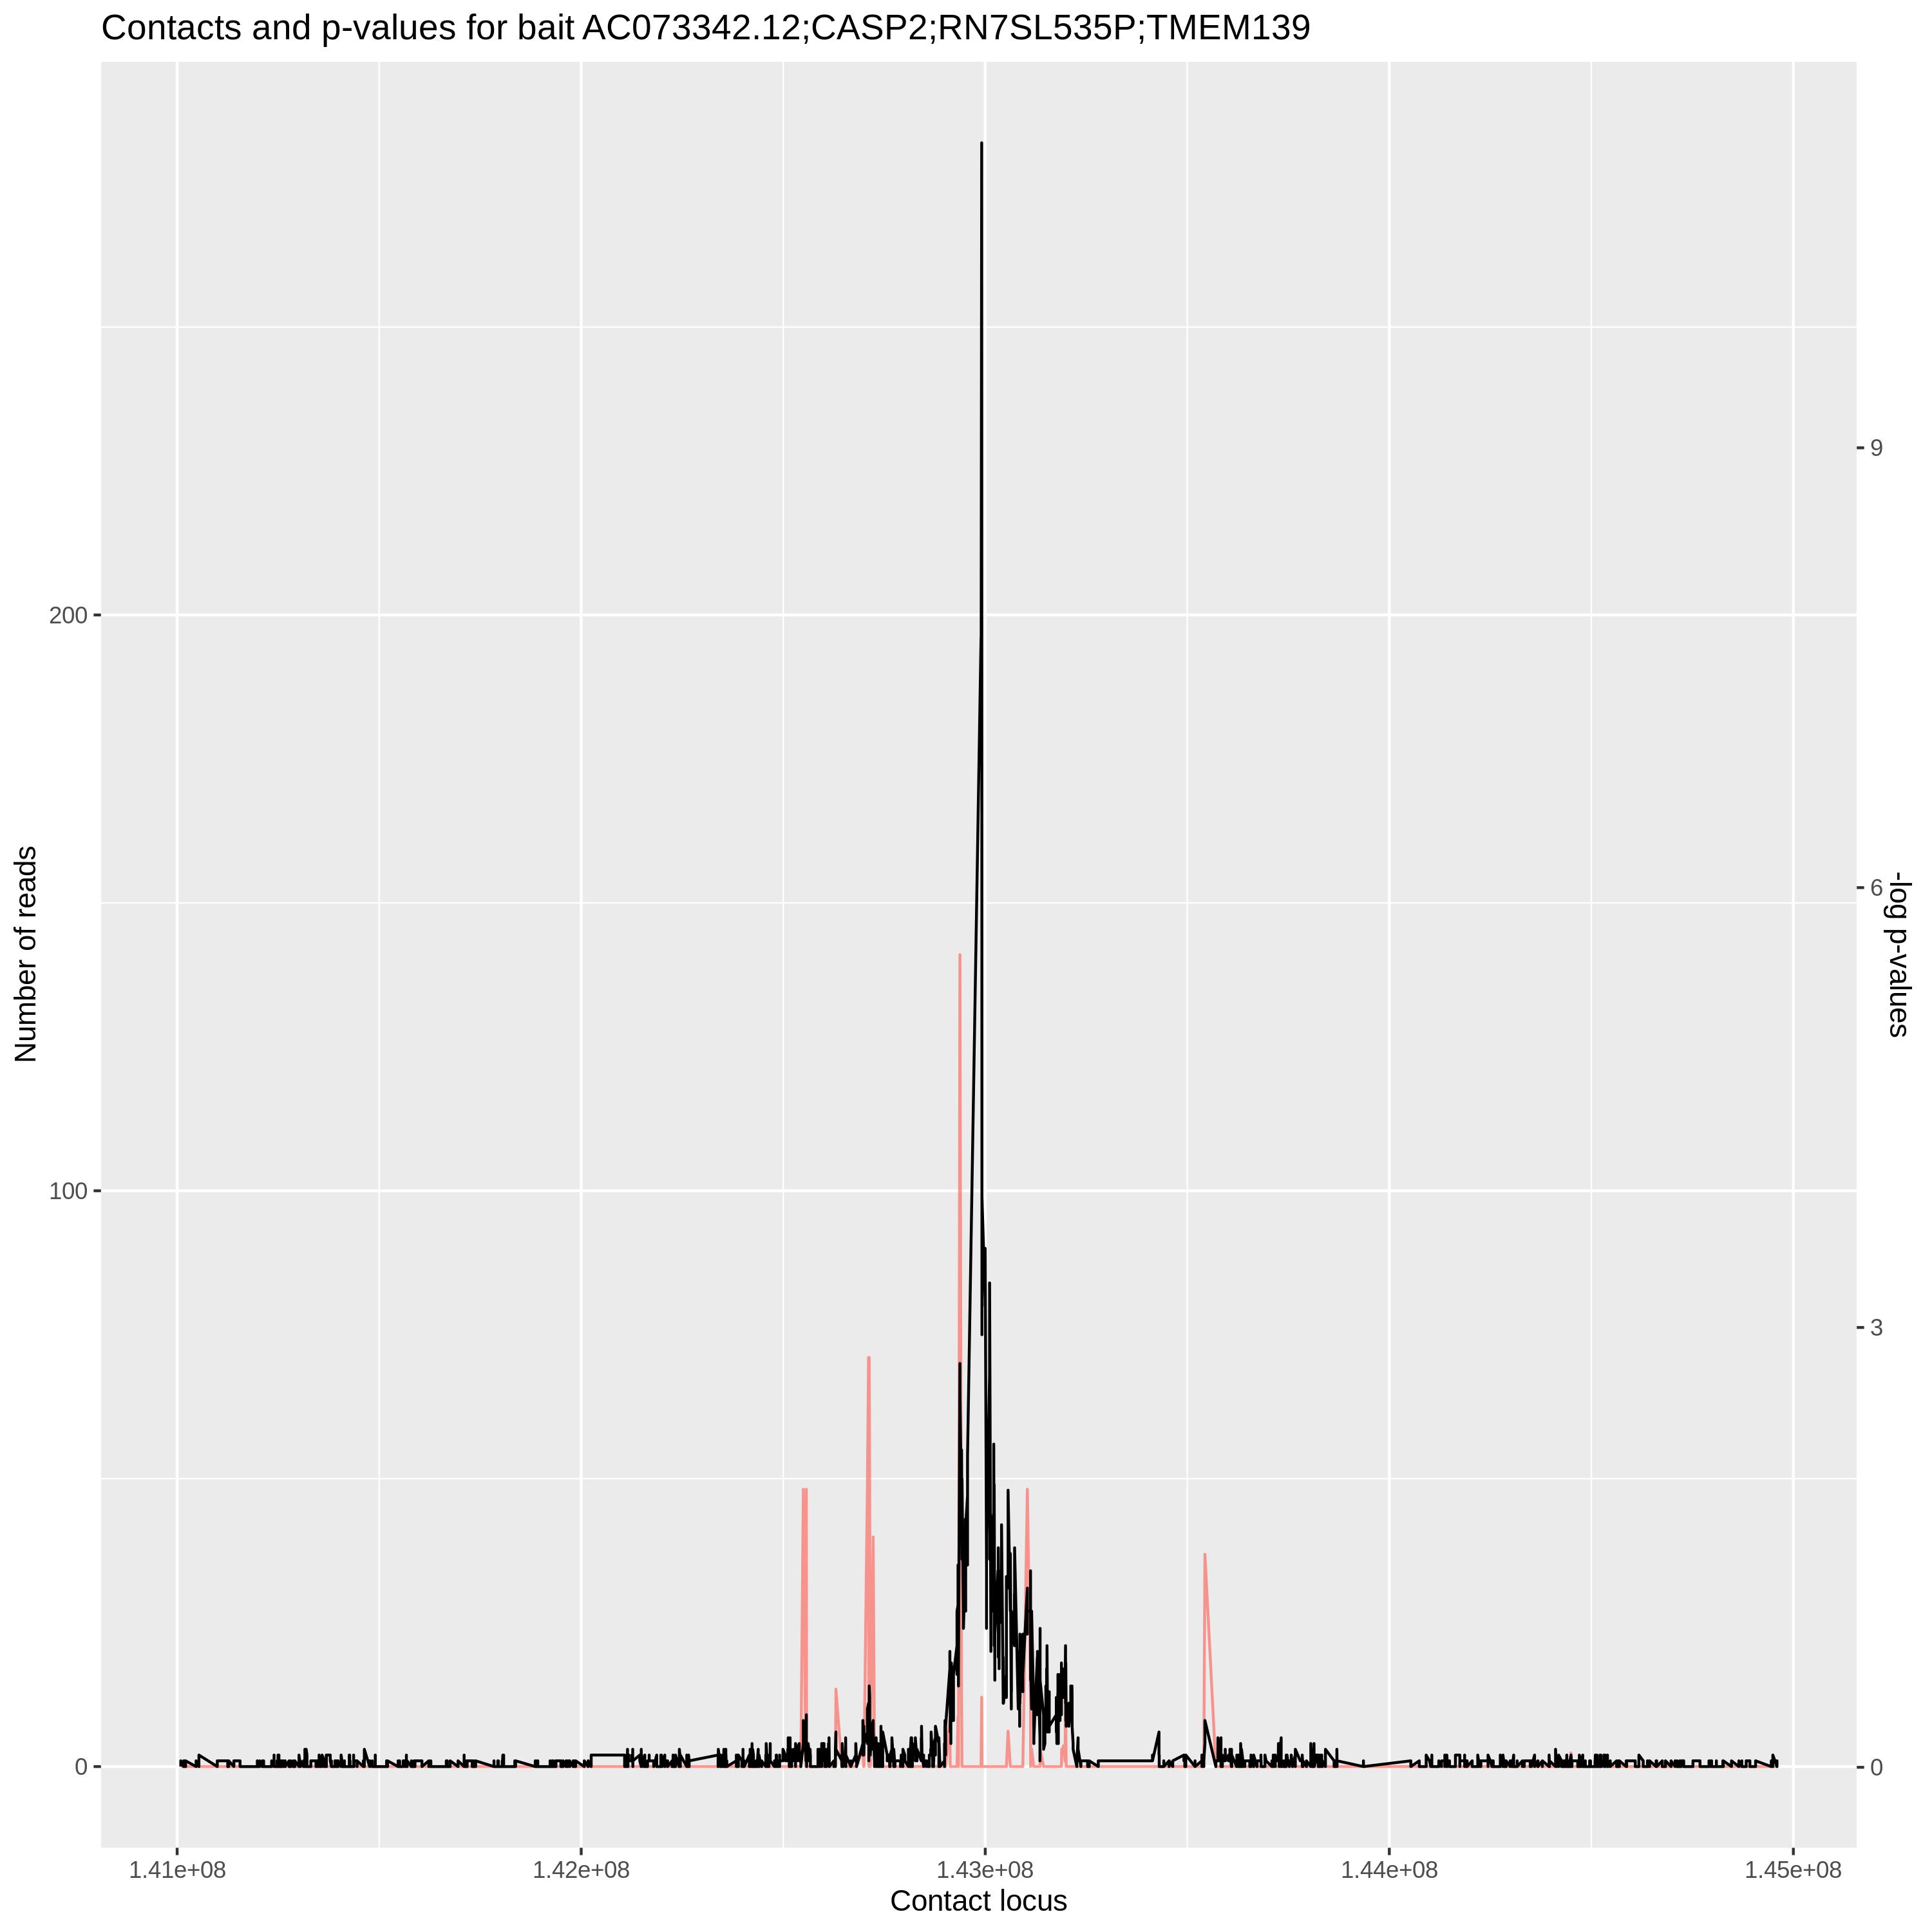 Contacts and p-values for bait AC073342.12;CASP2;RN7SL535P;TMEM139
Number of reads
200
100
0
9
6
3
0
-log p-values
1.41e+08 1.42e+08 1.43e+08 1.44e+08 1.45e+08
Contact locus